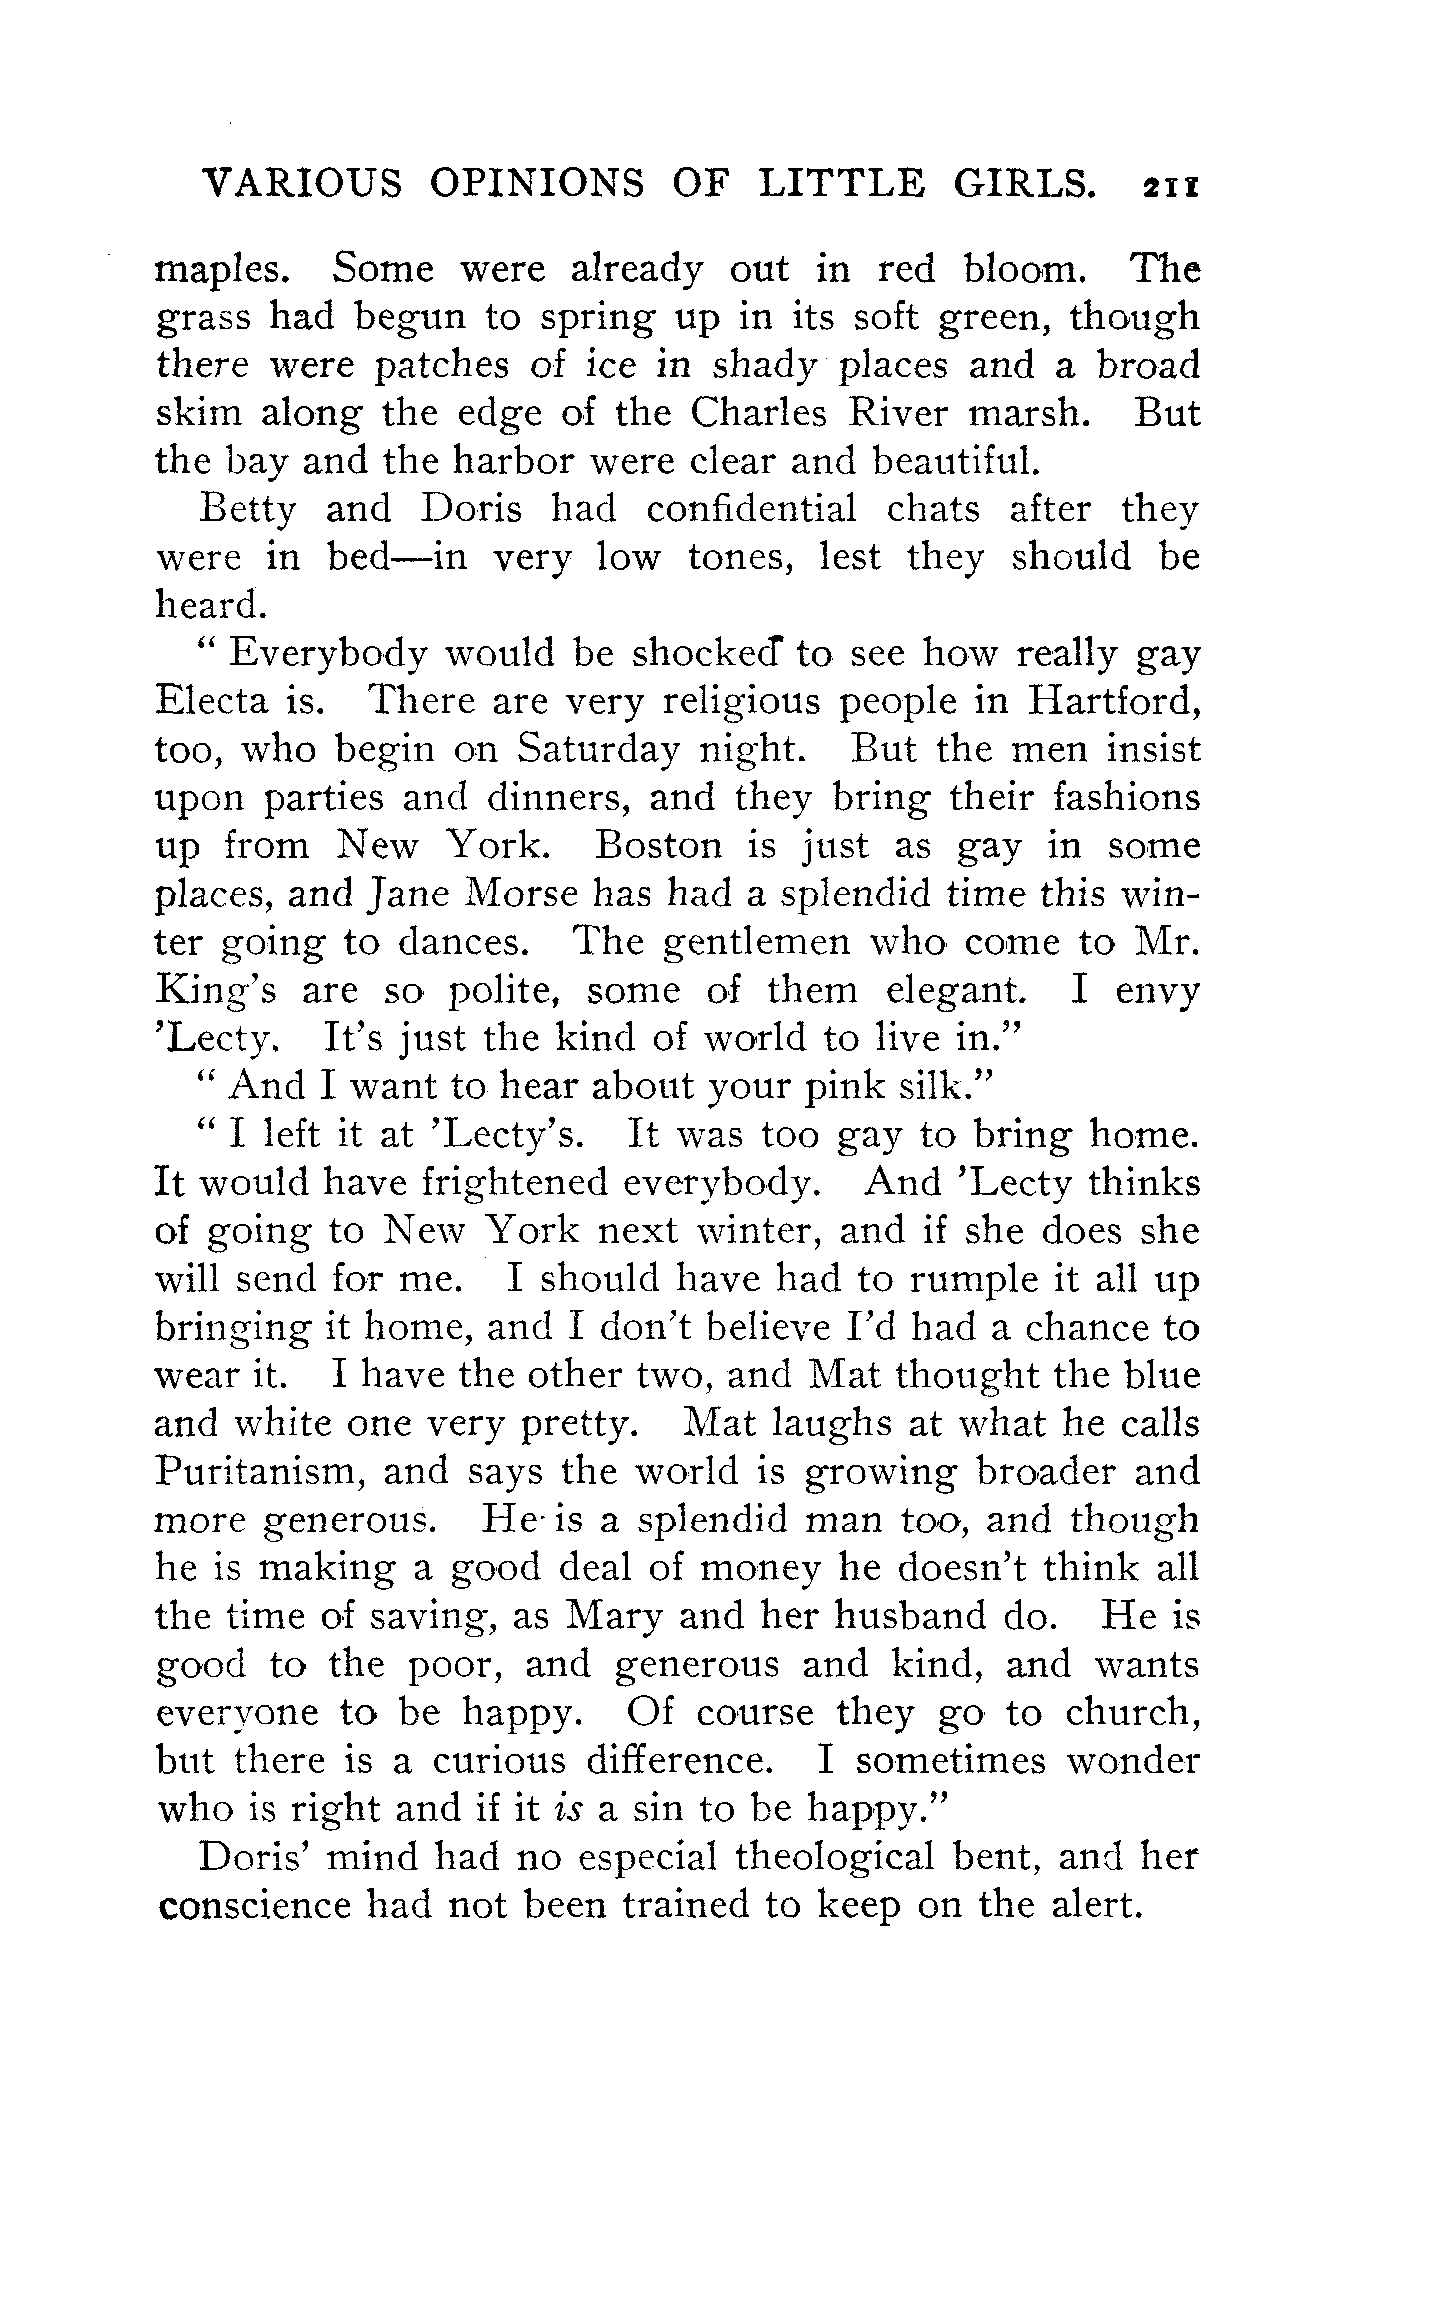 VARIOUS OPINIONS OF LITTLE GIRLS. 211
maples. Some were already out in red bloom. The
grass had begun to spring up in its soft green, though
there were patches of ice in shady places and a broad
skim along the edge of the Charles River marsh. But
the bay and the harbor were clear and beautiful.
Betty and Doris had confidential chats after they
were in bed—in very low tones, lest they should be
heard.
“ Everybody would be shocked to see how really gay
Electa is. There are very religious people in Hartford,
too, who begin on Saturday night. But the men insist
upon parties and dinners, and they bring their fashions
up from New York. Boston is just as gay in some
places, and Jane Morse has had a splendid time this win-
ter going to dances. The gentlemen who come to Mr.
King’s are so polite, some of them elegant. I envy
’Lecty. It’s just the kind of world to live in.”
“ And I want to hear about your pink silk.”
“ I left it at ’Lecty’s. It was too gay to bring home.
It would have frightened everybody. And ’Lecty thinks
of going to New York next winter, and if she does she
will send for me. I should have had to rumple it all up
bringing it home, and I don’t believe I’d had a chance to
wear it. I have the other two, and Mat thought the blue
and white one very pretty. Mat laughs at what he calls
Puritanism, and says the world is growing broader and
more generous. He is a splendid man too, and though
he is making a good deal of money he doesn’t think all
the time of saving, as Mary and her husband do. He is
good to the poor, and generous and kind, and wants
everyone to be happy. Of course they go to church,
but there is a curious difference. I sometimes wonder
who is right and if it is a sin to be happy.”
Doris’ mind had no especial theological bent, and her
conscience had not been trained to keep on the alert.